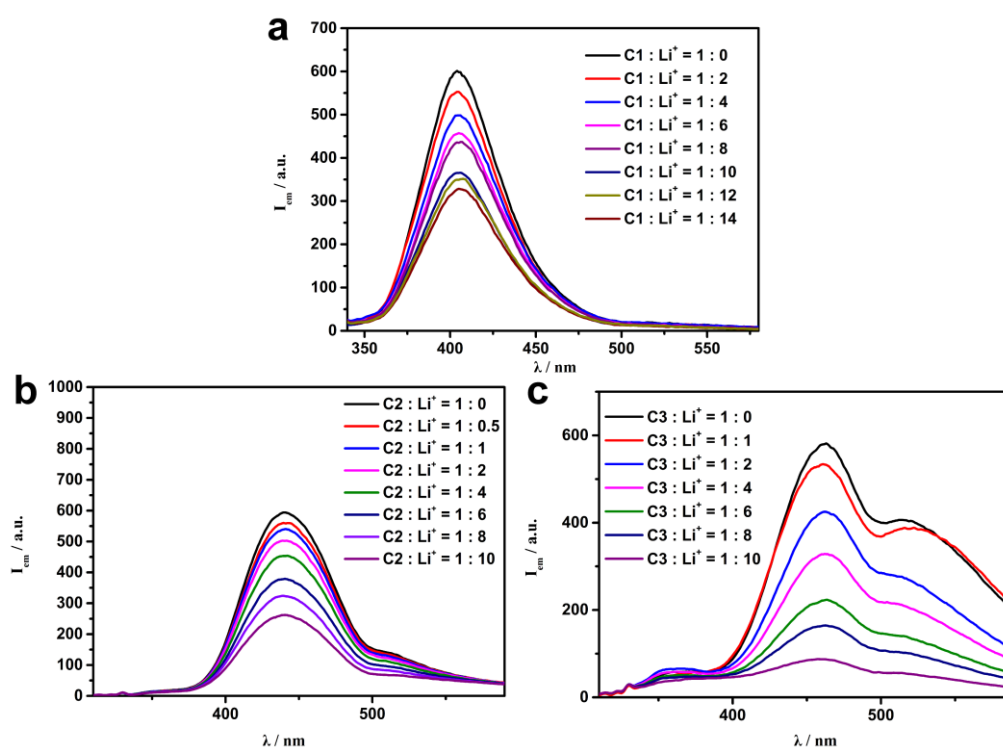 a
700
600
500
400
300
200
100
0
I_em / a.u.
C1 : Li⁺ = 1 : 0
C1 : Li⁺ = 1 : 2
C1 : Li⁺ = 1 : 4
C1 : Li⁺ = 1 : 6
C1 : Li⁺ = 1 : 8
C1 : Li⁺ = 1 : 10
C1 : Li⁺ = 1 : 12
C1 : Li⁺ = 1 : 14
350 400 450 500 550
λ / nm
b
1000
900
800
700
600
500
400
300
200
100
0
I_em / a.u.
C2 : Li⁺ = 1 : 0
C2 : Li⁺ = 1 : 0.5
C2 : Li⁺ = 1 : 1
C2 : Li⁺ = 1 : 2
C2 : Li⁺ = 1 : 4
C2 : Li⁺ = 1 : 6
C2 : Li⁺ = 1 : 8
C2 : Li⁺ = 1 : 10
400 500
λ / nm
c
600
400
200
0
I_em / a.u.
C3 : Li⁺ = 1 : 0
C3 : Li⁺ = 1 : 1
C3 : Li⁺ = 1 : 2
C3 : Li⁺ = 1 : 4
C3 : Li⁺ = 1 : 6
C3 : Li⁺ = 1 : 8
C3 : Li⁺ = 1 : 10
400 500
λ / nm